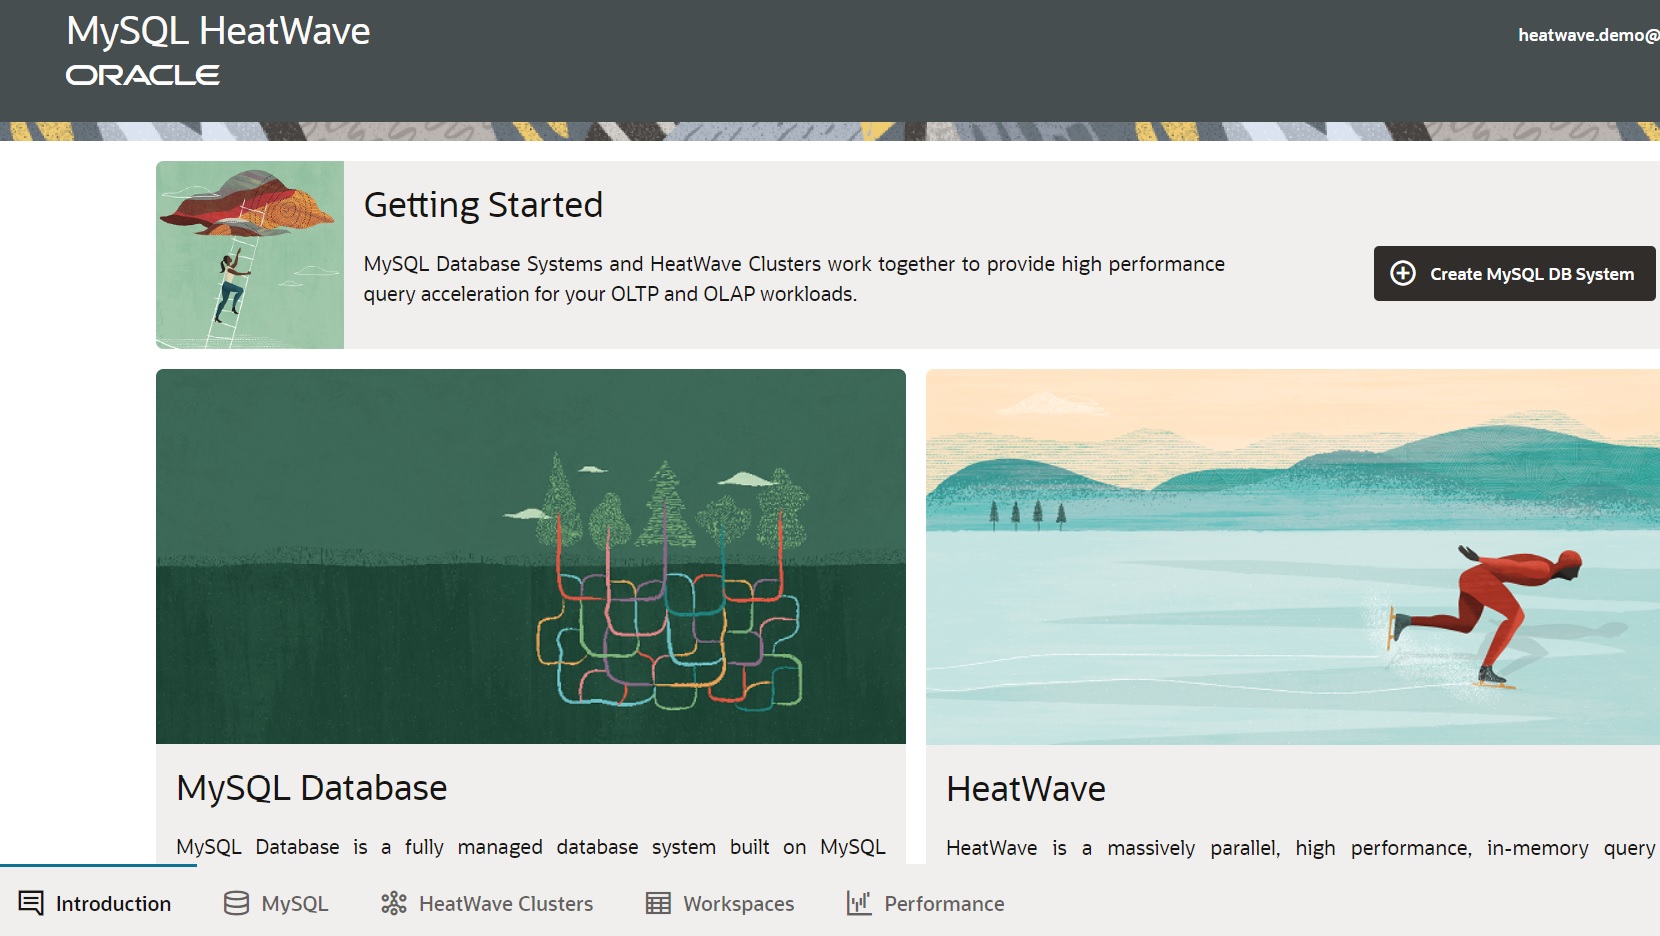 MySQL HeatWave
ORACLE
heatwave.demo@
Getting Started
MySQL Database Systems and HeatWave Clusters work together to provide high performance
query acceleration for your OLTP and OLAP workloads.
Create MySQL DB System
MySQL Database
MySQL Database is a fully managed database system built on MySQL
HeatWave
HeatWave is a massively parallel, high performance, in-memory query
Introduction
MySQL
HeatWave Clusters
Workspaces
Performance